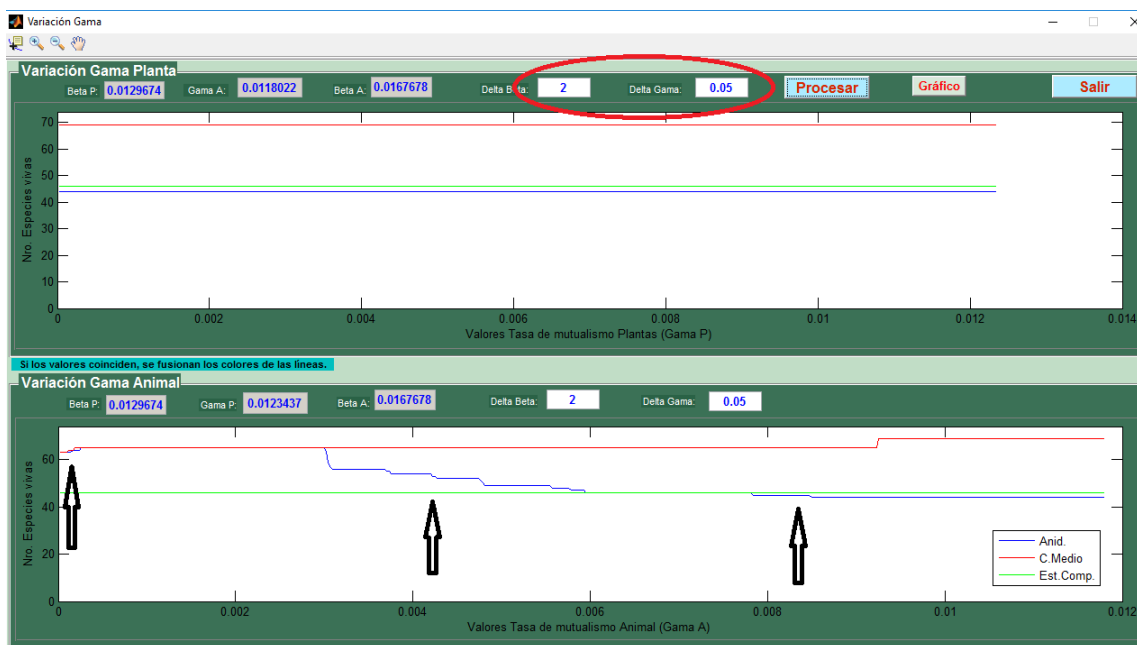 Variación Gama
Variación Gama Planta
Beta P: 0.0129674 Gama A: 0.0118022 Beta A: 0.0167678 Delta Beta: 2 Delta Gama: 0.05 Procesar Gráfico Salir
Nro. Especies vivas
70
60
50
40
30
20
10
0
0 0.002 0.004 0.006 0.008 0.01 0.012 0.014
Valores Tasa de mutualismo Plantas (Gama P)
Si los valores coinciden, se fusionan los colores de las líneas.
Variación Gama Animal
Beta P: 0.0129674 Gama P: 0.0123437 Beta A: 0.0167678 Delta Beta: 2 Delta Gama: 0.05
Nro. Especies vivas
60
40
20
0
Anid.
C.Medio
Est.Comp.
0 0.002 0.004 0.006 0.008 0.01 0.012
Valores Tasa de mutualismo Animal (Gama A)